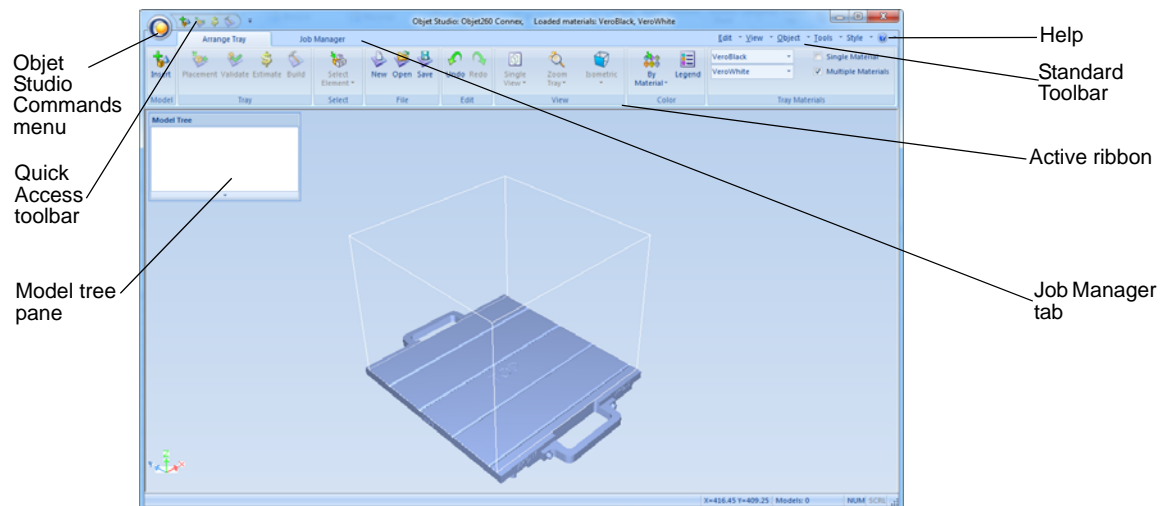 Objet Studio: Objet260 Connex, Loaded materials: VeroBlack, VeroWhite
Arrange Tray Job Manager Edit View Object Tools Style
Insert Placement Validate Estimate Build Select Element New Open Save Undo Redo Single View Zoom Tray Isometric By Material Legend
VeroBlack Single Material
VeroWhite Multiple Materials
Model Tray Select File Edit View Color Tray Materials
Model Tree
X=416.45 Y=409.25 Models: 0 NUM SCRL
Objet
Studio
Commands
menu
Quick
Access
toolbar
Model tree
pane
Help
Standard
Toolbar
Active ribbon
Job Manager
tab